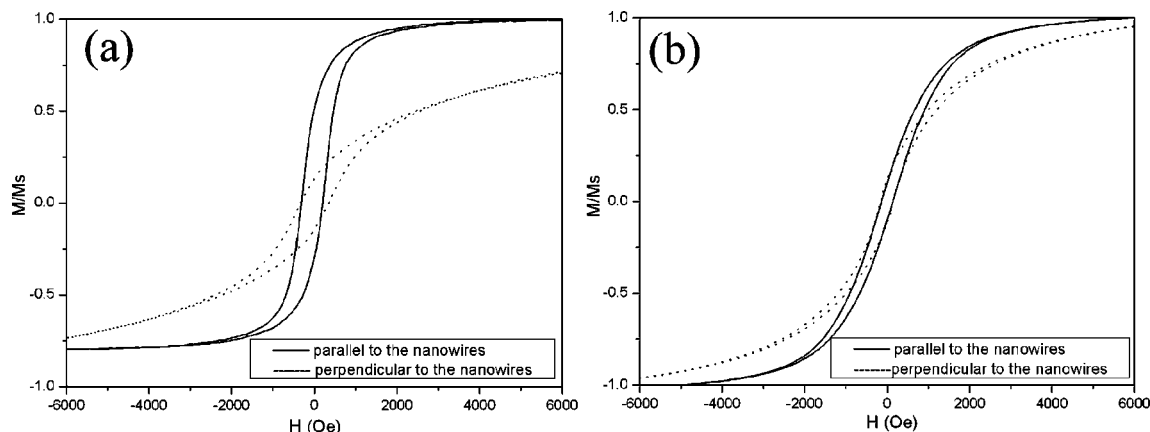 (a)
1.0
0.5
0.0
-0.5
-1.0
M/Ms
-6000 -4000 -2000 0 2000 4000 6000
H (Oe)
parallel to the nanowires
perpendicular to the nanowires
(b)
1.0
0.5
0.0
-0.5
-1.0
M/Ms
-6000 -4000 -2000 0 2000 4000 6000
H (Oe)
parallel to the nanowires
perpendicular to the nanowires